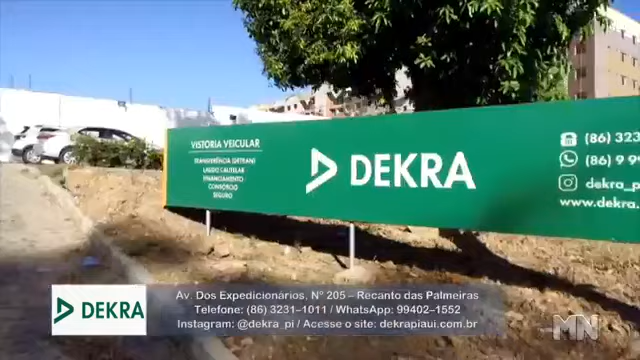 VISTORIA VEICULAR
TRANSFERÊNCIA (DETRAN)
LAUDO CAUTELAR
FINANCIAMENTO
CONSÓRCIO
SEGURO
DEKRA
(86) 323
(86) 9 9
dekra_p
www.dekra.
DEKRA
Av. Dos Expedicionários, Nº 205 – Recanto das Palmeiras
Telefone: (86) 3231-1011 / WhatsApp: 99402-1552
Instagram: @dekra_pi / Acesse o site: dekrapiaui.com.br
MN